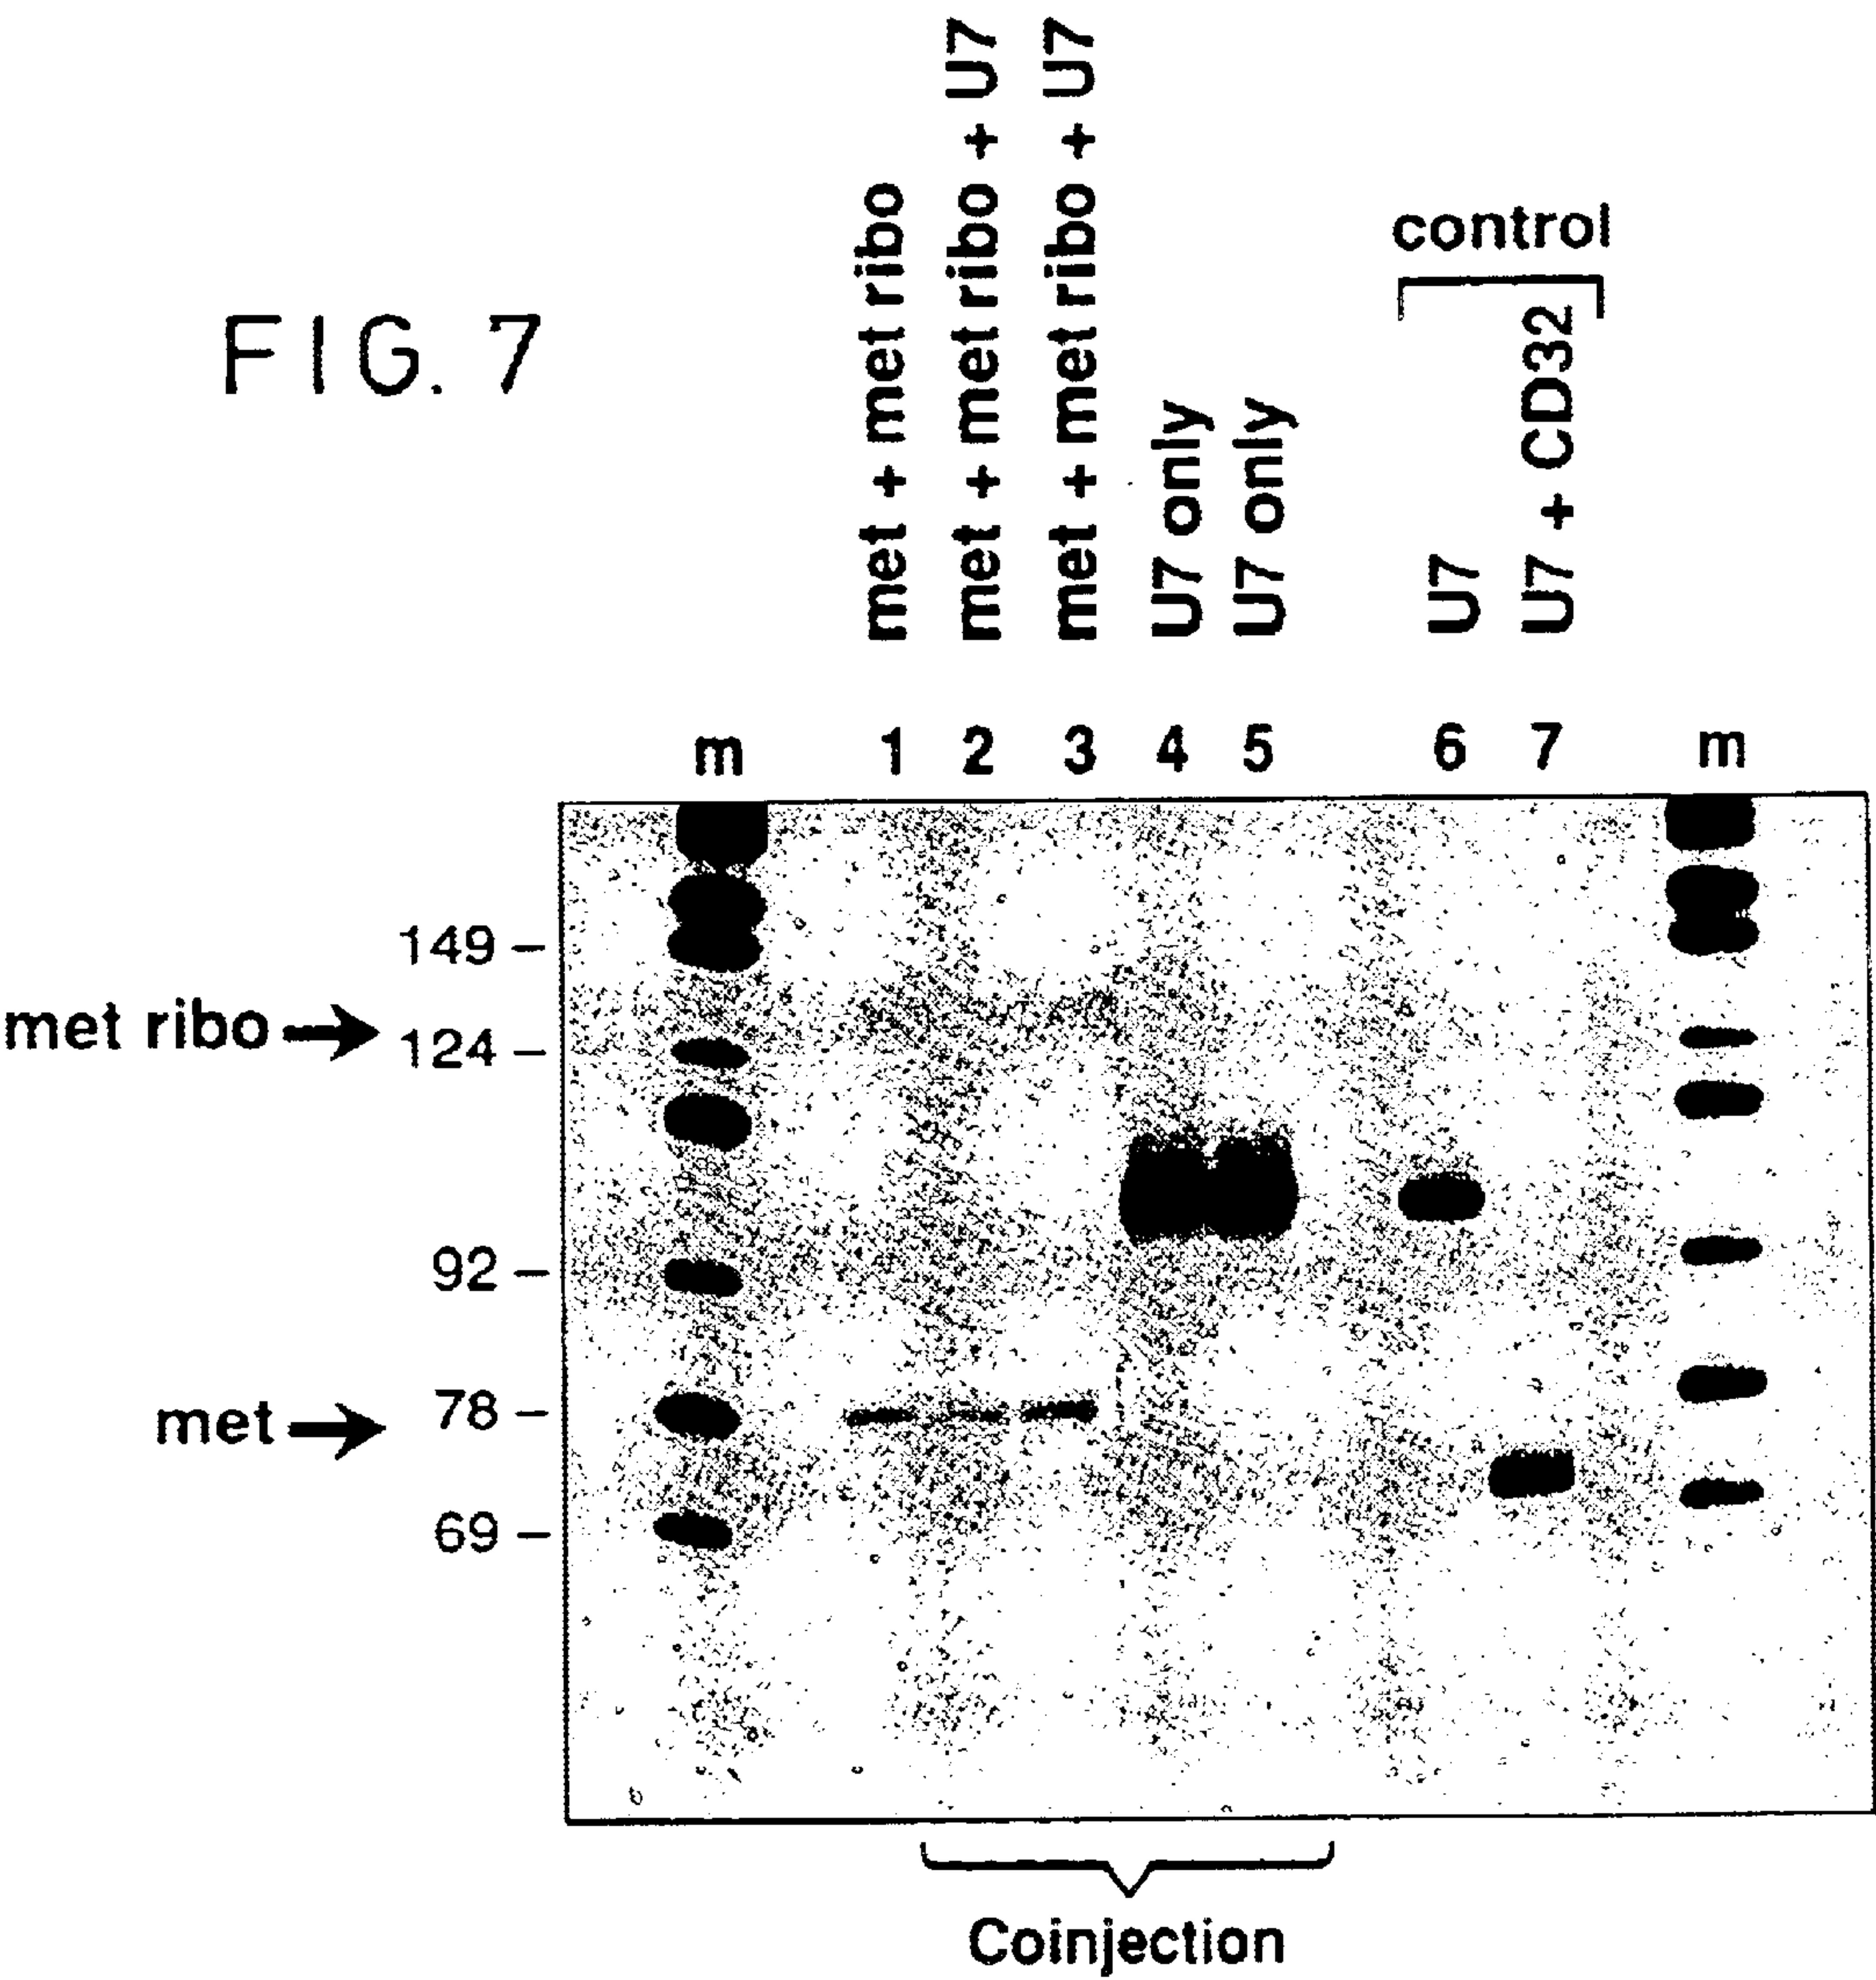 FIG. 7
met + met ribo
met + met ribo + U7
met + met ribo + U7
U7 only
U7 only
control
U7
U7 + CD32
m 1 2 3 4 5 6 7 m
149
met ribo
124
92
met
78
69
Coinjection